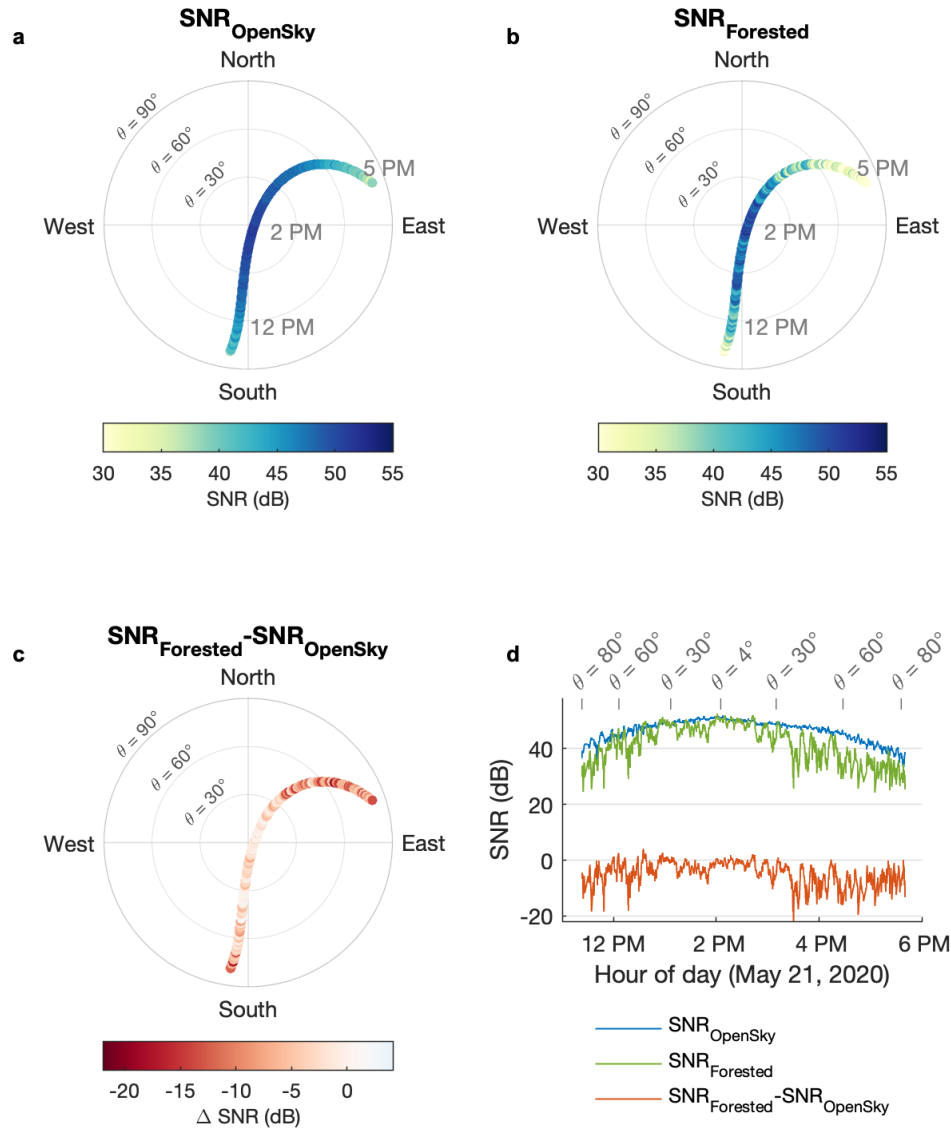 a
SNR_OpenSky
North
θ = 90°
θ = 60°
θ = 30°
5 PM
West
2 PM
East
12 PM
South
30 35 40 45 50 55
SNR (dB)
b
SNR_Forested
North
θ = 90°
θ = 60°
θ = 30°
5 PM
West
2 PM
East
12 PM
South
30 35 40 45 50 55
SNR (dB)
c
SNR_Forested-SNR_OpenSky
North
θ = 90°
θ = 60°
θ = 30°
West
East
South
-20 -15 -10 -5 0
Δ SNR (dB)
d
θ = 80° θ = 60° θ = 30° θ = 4° θ = 30° θ = 60° θ = 80°
40
20
0
-20
SNR (dB)
12 PM 2 PM 4 PM 6 PM
Hour of day (May 21, 2020)
SNR_OpenSky
SNR_Forested
SNR_Forested-SNR_OpenSky